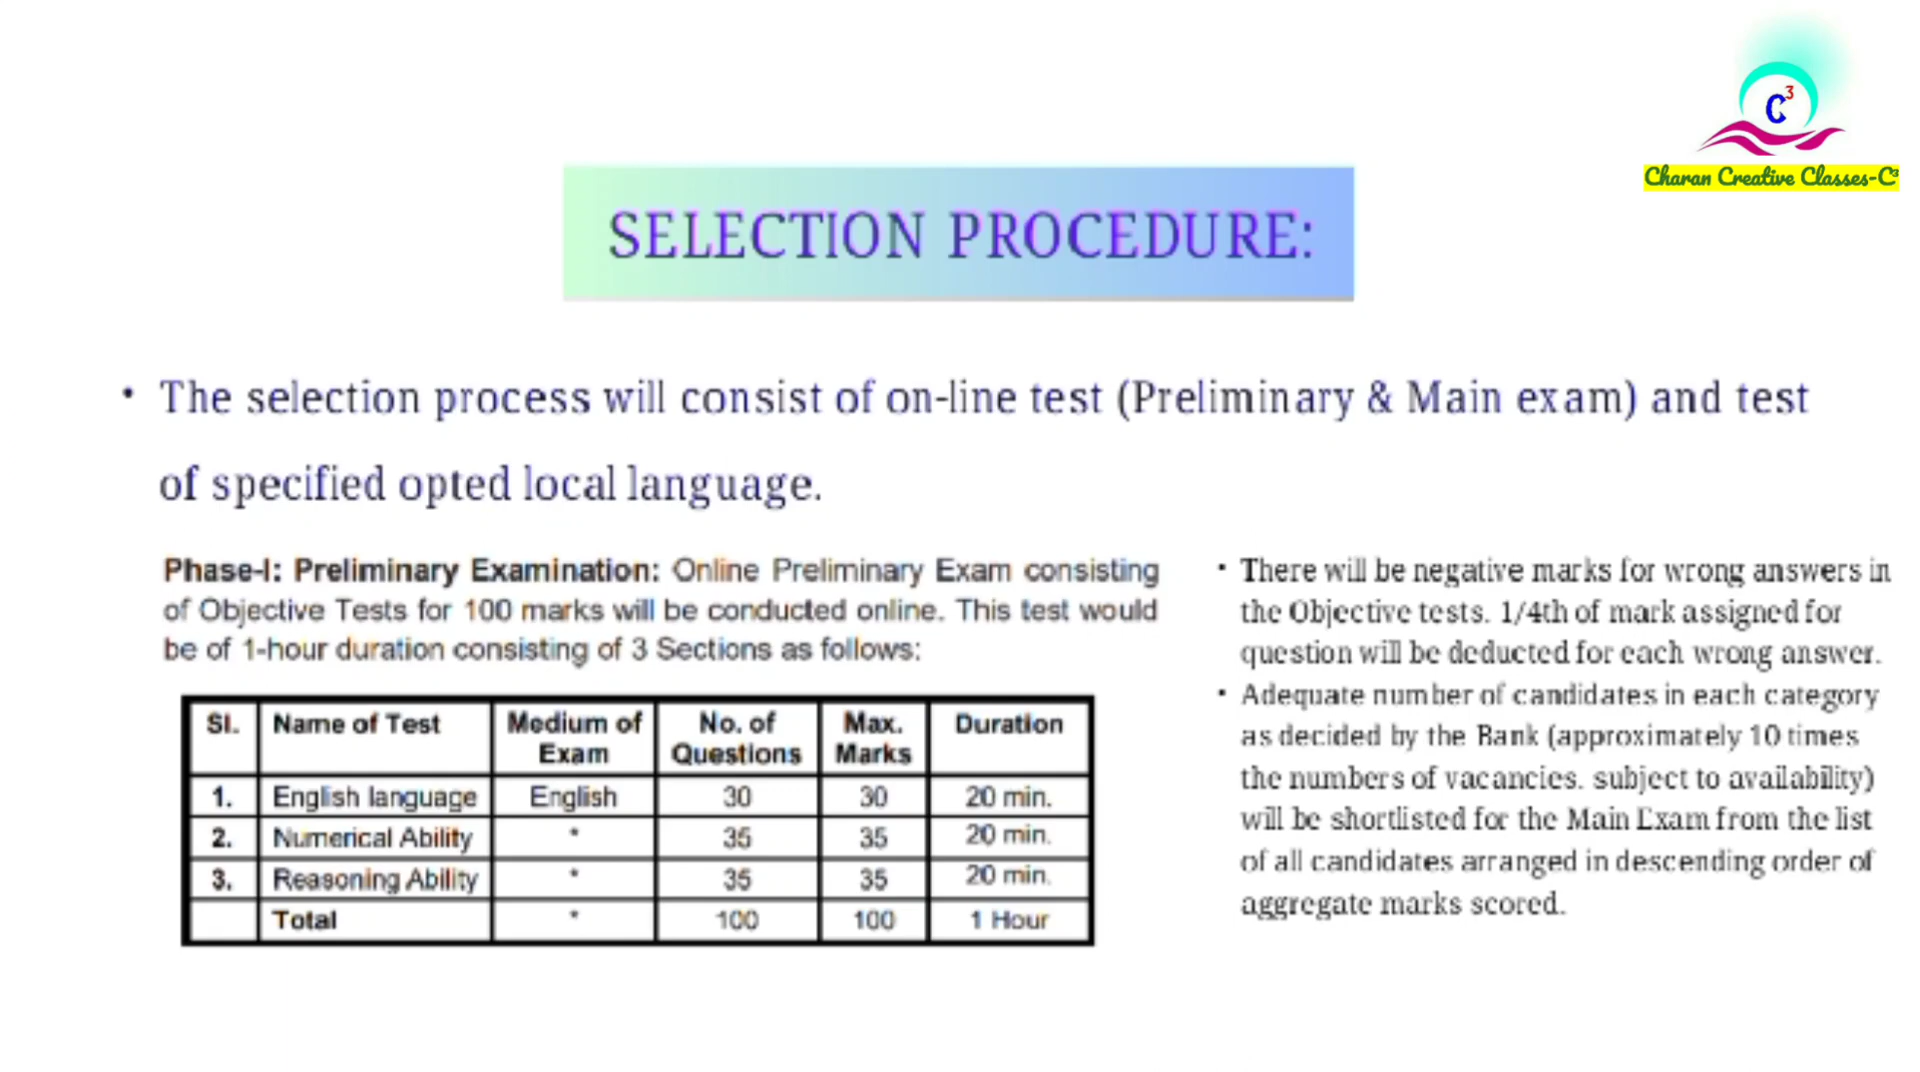 C³
Charan Creative Classes-C³
SELECTION PROCEDURE:
• The selection process will consist of on-line test (Preliminary & Main exam) and test
of specified opted local language.
Phase-I: Preliminary Examination: Online Preliminary Exam consisting
of Objective Tests for 100 marks will be conducted online. This test would
be of 1-hour duration consisting of 3 Sections as follows:
Sl. Name of Test Medium of Exam No. of Questions Max. Marks Duration
1. English language English 30 30 20 min.
2. Numerical Ability * 35 35 20 min.
3. Reasoning Ability * 35 35 20 min.
Total * 100 100 1 Hour
• There will be negative marks for wrong answers in
the Objective tests. 1/4th of mark assigned for
question will be deducted for each wrong answer.
• Adequate number of candidates in each category
as decided by the Bank (approximately 10 times
the numbers of vacancies. subject to availability)
will be shortlisted for the Main Exam from the list
of all candidates arranged in descending order of
aggregate marks scored.